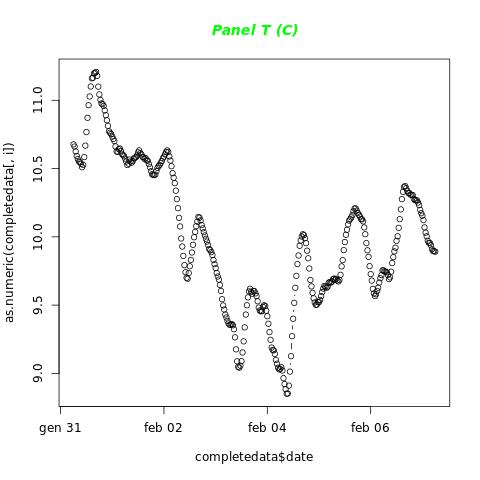 Panel T (C)
as.numeric(completedata[, i])
11.0
10.5
10.0
9.5
9.0
gen 31 feb 02 feb 04 feb 06
completedata$date